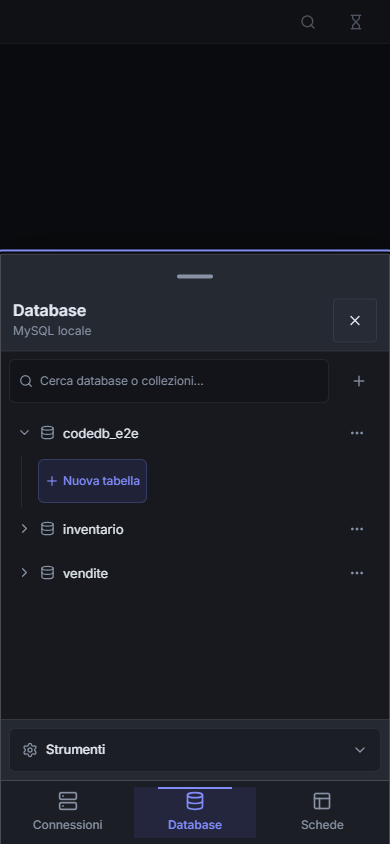 Database
MySQL locale
Cerca database o collezioni...
codedb_e2e
Nuova tabella
inventario
vendite
Strumenti
Connessioni
Database
Schede